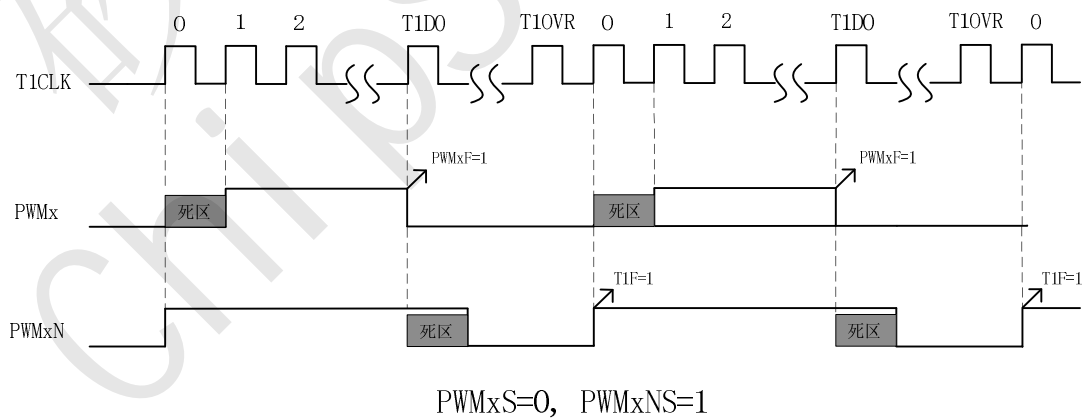 0 1 2 T1DO T1OVR 0 1 2 T1DO T1OVR 0
T1CLK
PWMxF=1 PWMxF=1
PWMx 死区 死区
T1F=1 T1F=1
PWMxN 死区 死区
PWMxS=0, PWMxNS=1